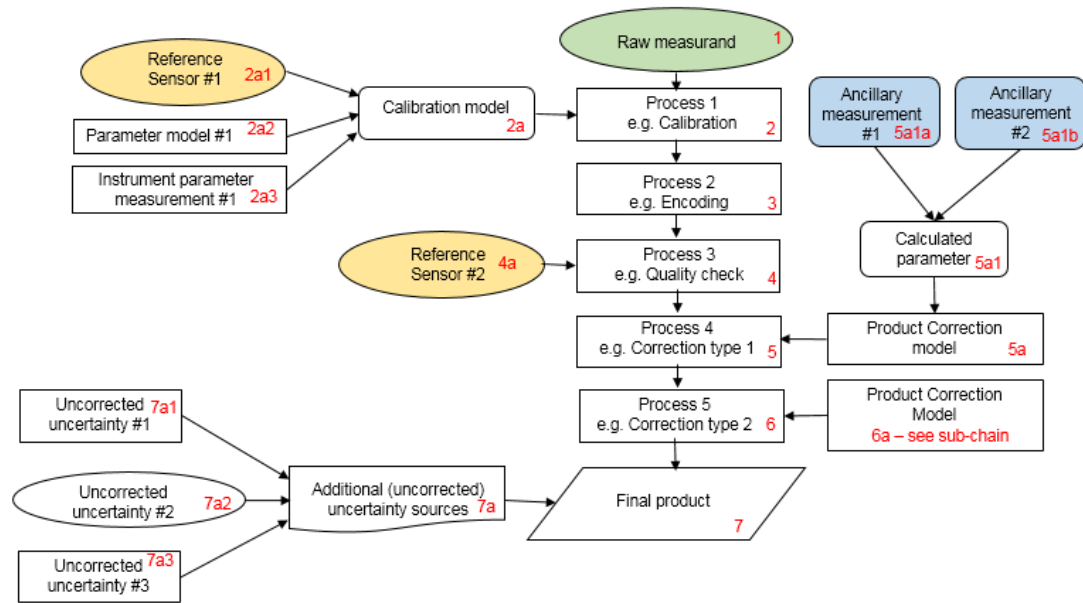 Raw measurand 1
Reference
Sensor #1 2a1
Parameter model #1 2a2
Instrument parameter
measurement #1 2a3
Calibration model
2a
Process 1
e.g. Calibration 2
Ancillary
measurement
#1 5a1a
Ancillary
measurement
#2 5a1b
Process 2
e.g. Encoding 3
Reference
Sensor #2 4a
Process 3
e.g. Quality check 4
Calculated
parameter 5a1
Process 4
e.g. Correction type 1 5
Product Correction
model 5a
Process 5
e.g. Correction type 2 6
Product Correction
Model
6a – see sub-chain
Uncorrected 7a1
uncertainty #1
Uncorrected
uncertainty #2 7a2
Uncorrected 7a3
uncertainty #3
Additional (uncorrected)
uncertainty sources 7a
Final product
7